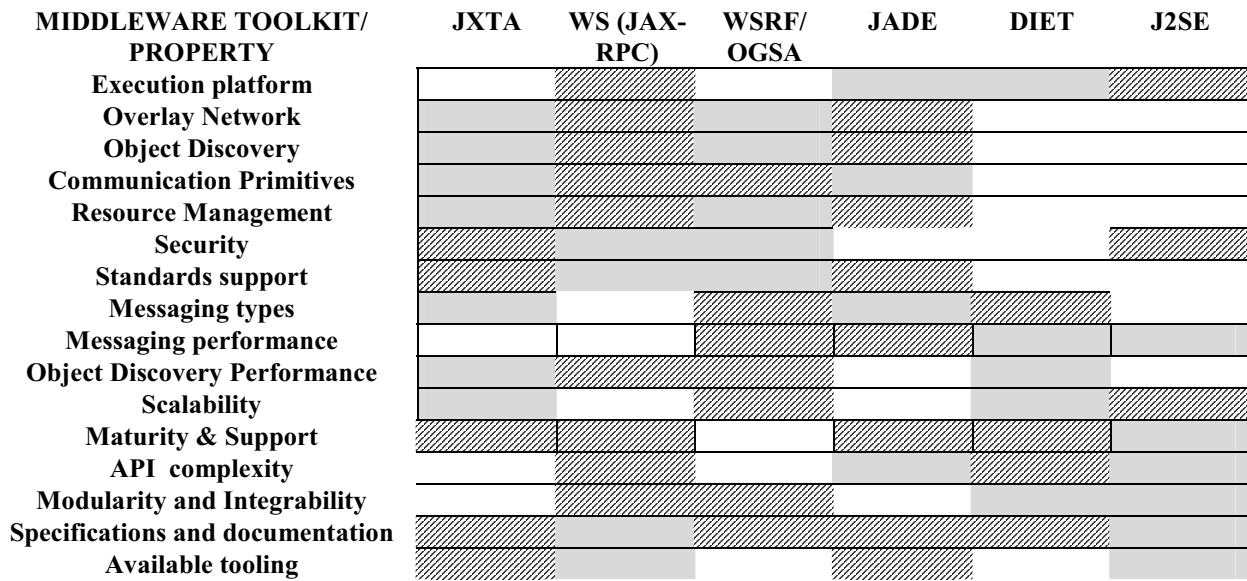 MIDDLEWARE TOOLKIT/ JXTA WS (JAX- WSRF/ JADE DIET J2SE
PROPERTY RPC) OGSA
Execution platform
Overlay Network
Object Discovery
Communication Primitives
Resource Management
Security
Standards support
Messaging types
Messaging performance
Object Discovery Performance
Scalability
Maturity & Support
API complexity
Modularity and Integrability
Specifications and documentation
Available tooling